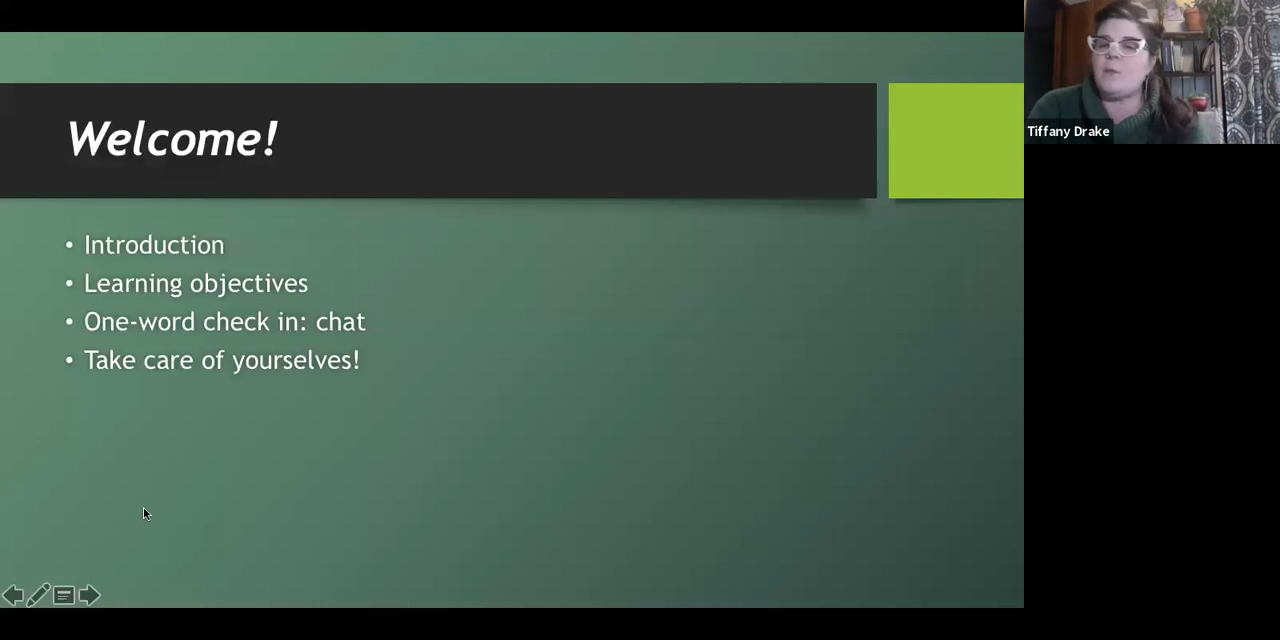 Welcome!
• Introduction
• Learning objectives
• One-word check in: chat
• Take care of yourselves!
Tiffany Drake